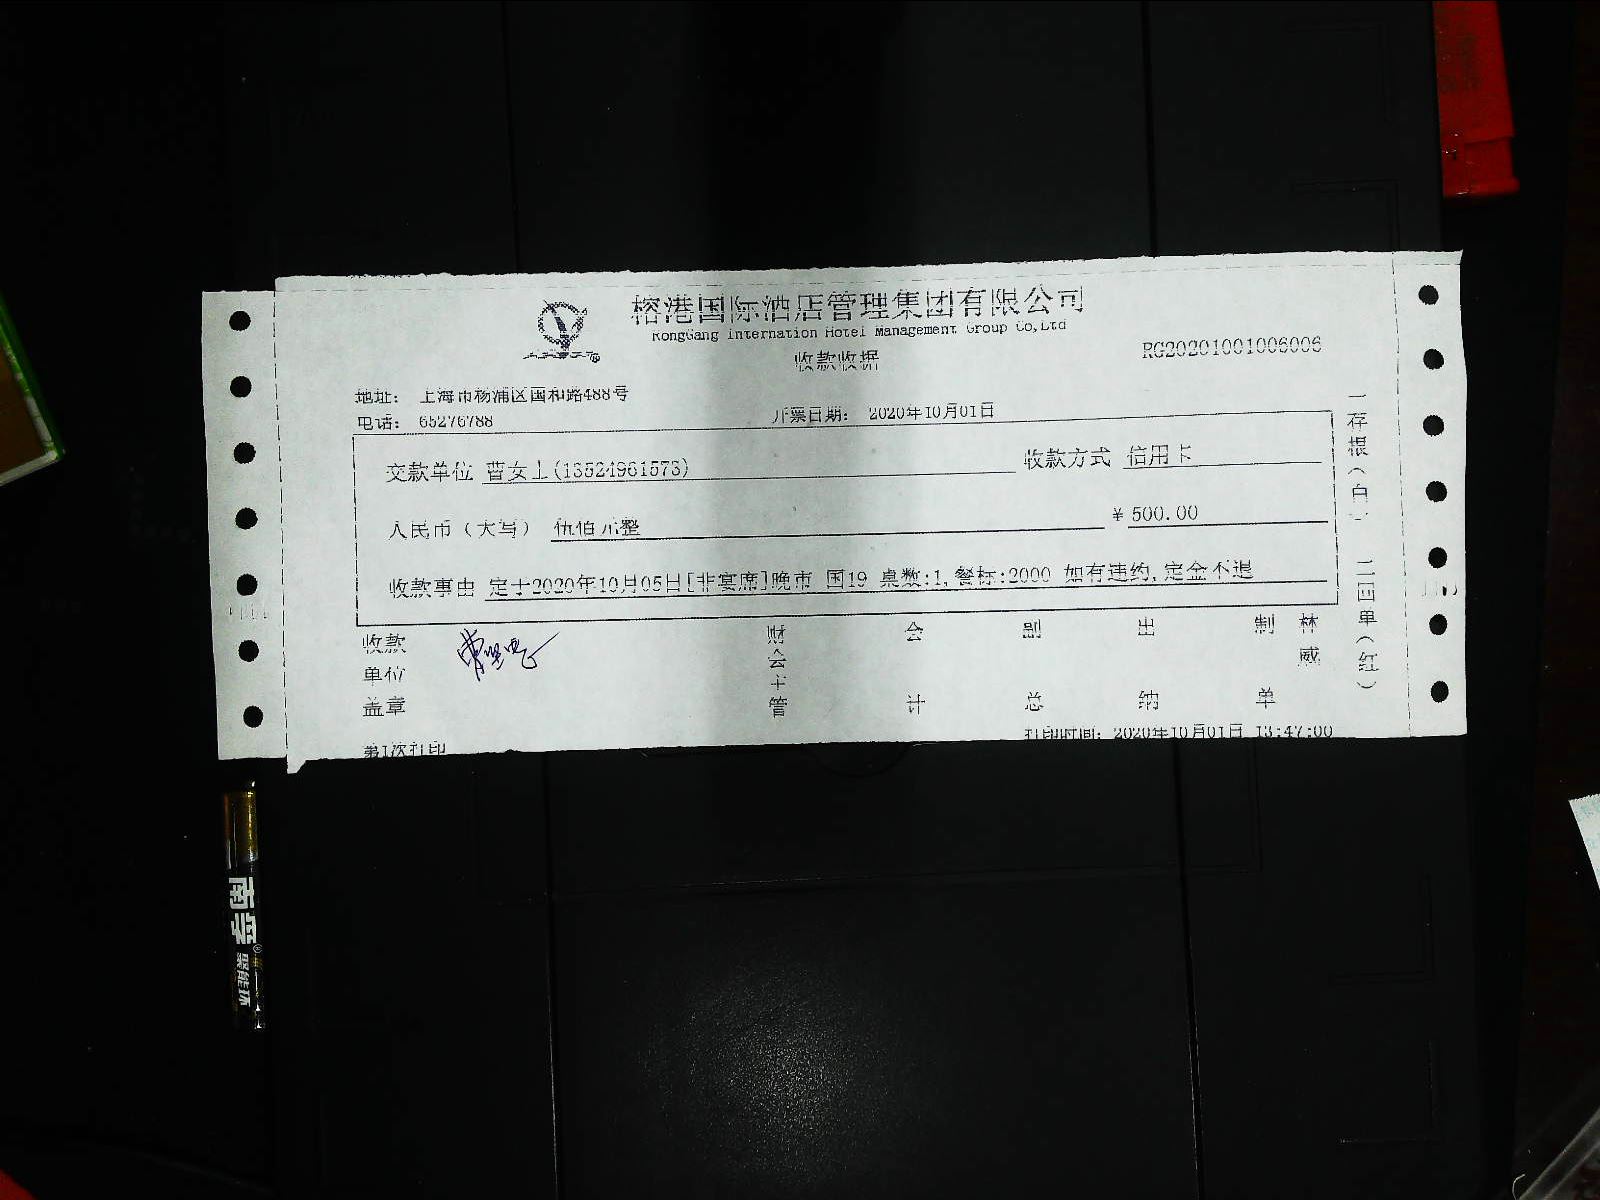 榕港国际酒店管理集团有限公司
RongGang Internation Hotel Management Group Co,Ltd
收款收据
RG20201001006006
地址： 上海市杨浦区国和路488号
电话： 65276788
开票日期： 2020年10月01日
交款单位 曹女士(13524961573)
收款方式 信用卡
人民币（大写） 伍佰元整
￥500.00
收款事由 定于2020年10月05日[非宴席]晚市 国19 桌数:1,餐标:2000 如有违约,定金不退
收款单位盖章
财会主管
会计
副总
出纳
制单
林威
一存根（白） 二回单（红）
第1次打印
打印时间： 2020年10月01日 13:47:00
南孚®
聚能环